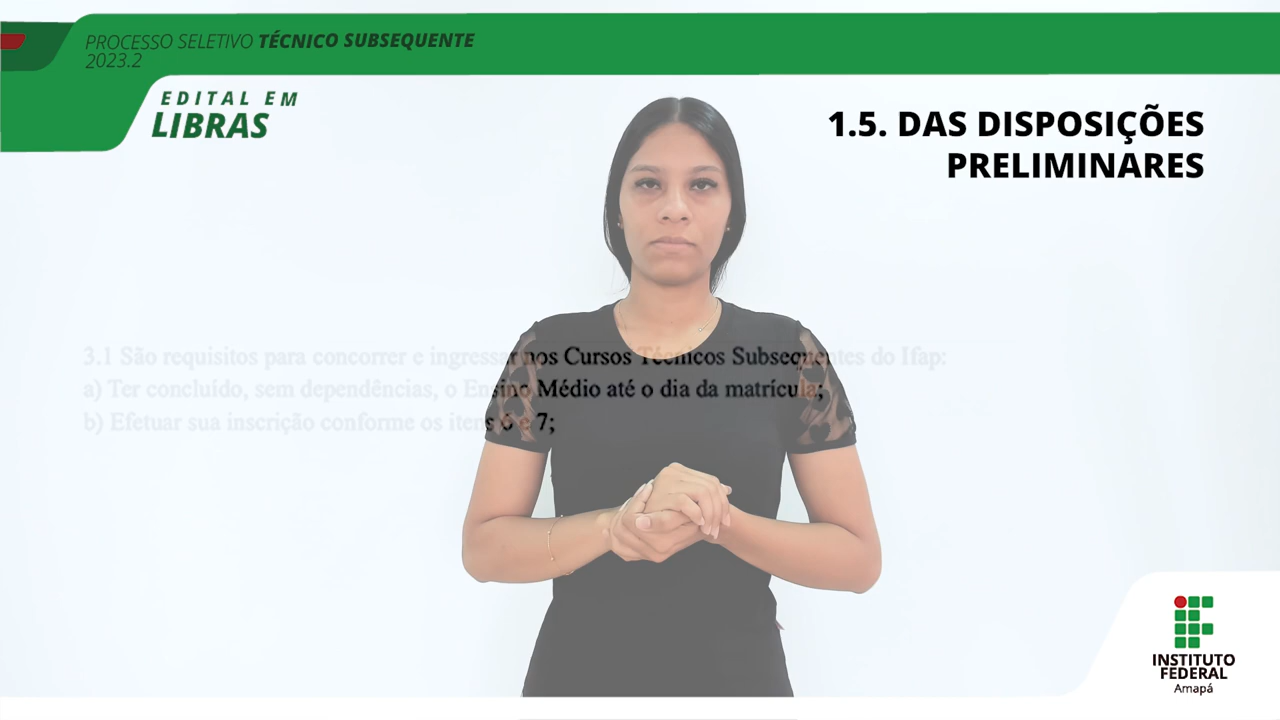 PROCESSO SELETIVO TÉCNICO SUBSEQUENTE
2023.2
EDITAL EM
LIBRAS
1.5. DAS DISPOSIÇÕES
PRELIMINARES
3.1 São requisitos para concorrer e ingressar nos Cursos Técnicos Subsequentes do Ifap:
a) Ter concluído, sem dependências, o Ensino Médio até o dia da matrícula;
b) Efetuar sua inscrição conforme os itens 6 e 7;
INSTITUTO
FEDERAL
Amapá